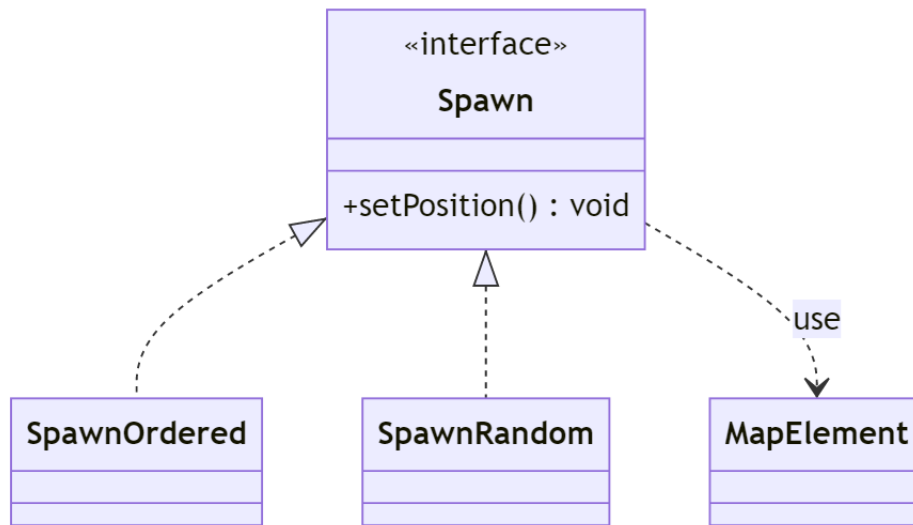 «interface»
Spawn
+setPosition() : void
use
SpawnOrdered
SpawnRandom
MapElement